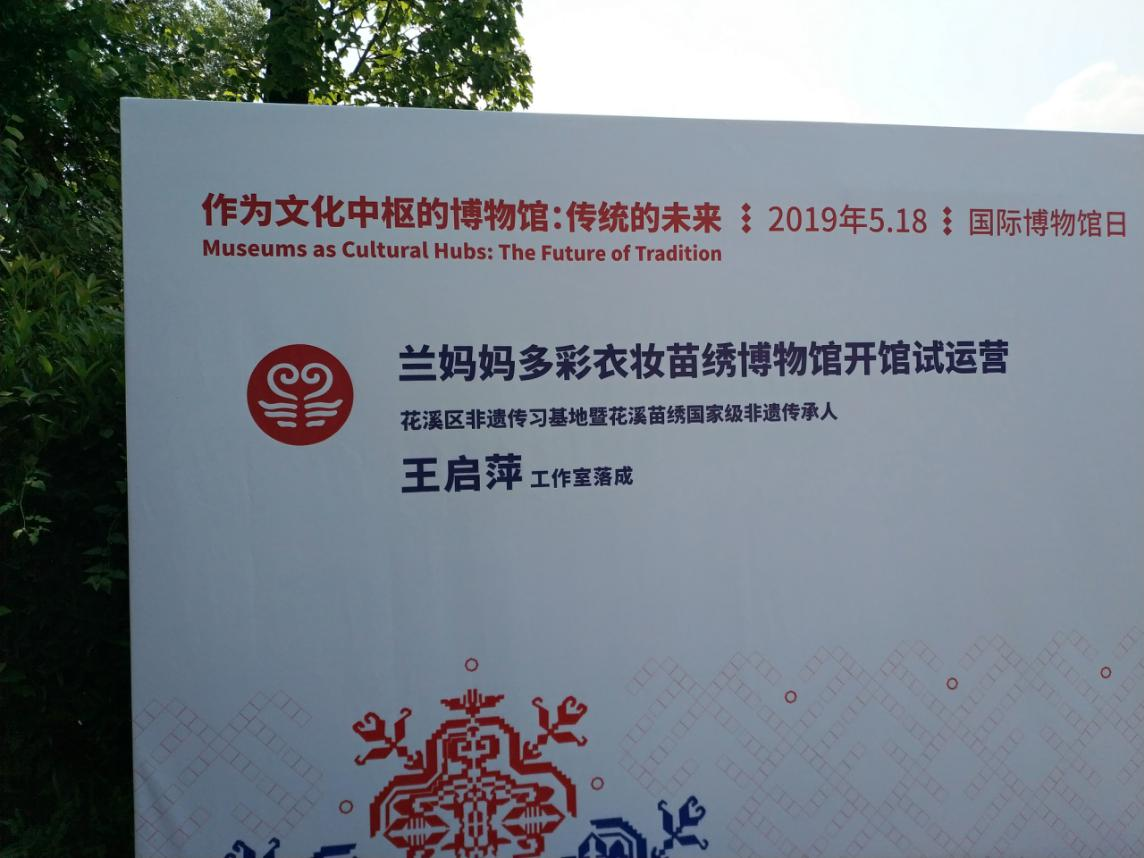 作为文化中枢的博物馆:传统的未来 2019年5.18 国际博物馆日
Museums as Cultural Hubs: The Future of Tradition
兰妈妈多彩衣妆苗绣博物馆开馆试运营
花溪区非遗传习基地暨花溪苗绣国家级非遗传承人
王启萍 工作室落成